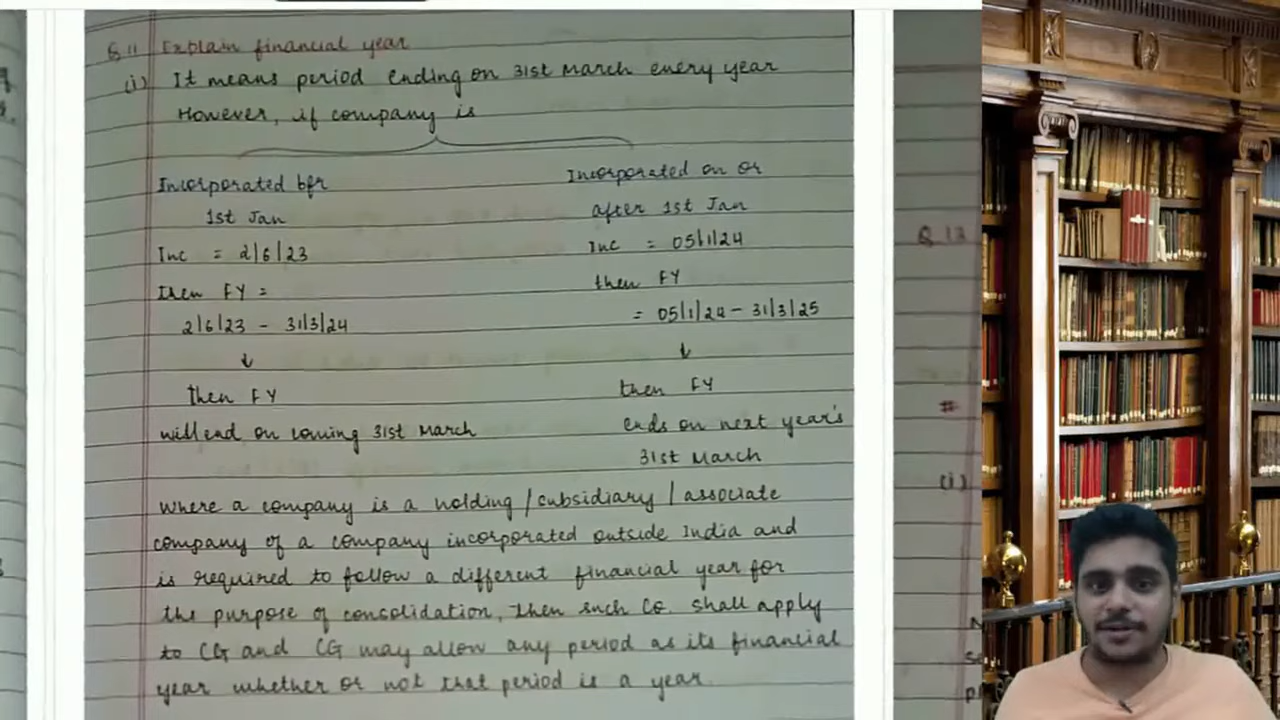 Q.11 Explain financial year
(i) It means period ending on 31st March every year
However, if company is
Incorporated bfr
1st Jan
Inc = 2/6/23
then FY =
2/6/23 - 31/3/24
↓
then FY
will end on coming 31st March
Incorporated on or
after 1st Jan
Inc = 05/1/24
then FY
= 05/1/24 - 31/3/25
↓
then FY
ends on next year's
31st March
Where a company is a holding / subsidiary / associate
company of a company incorporated outside India and
is required to follow a different financial year for
the purpose of consolidation, then such Co. shall apply
to CG and CG may allow any period as its financial
year whether or not that period is a year.
Q.12
#
(i)